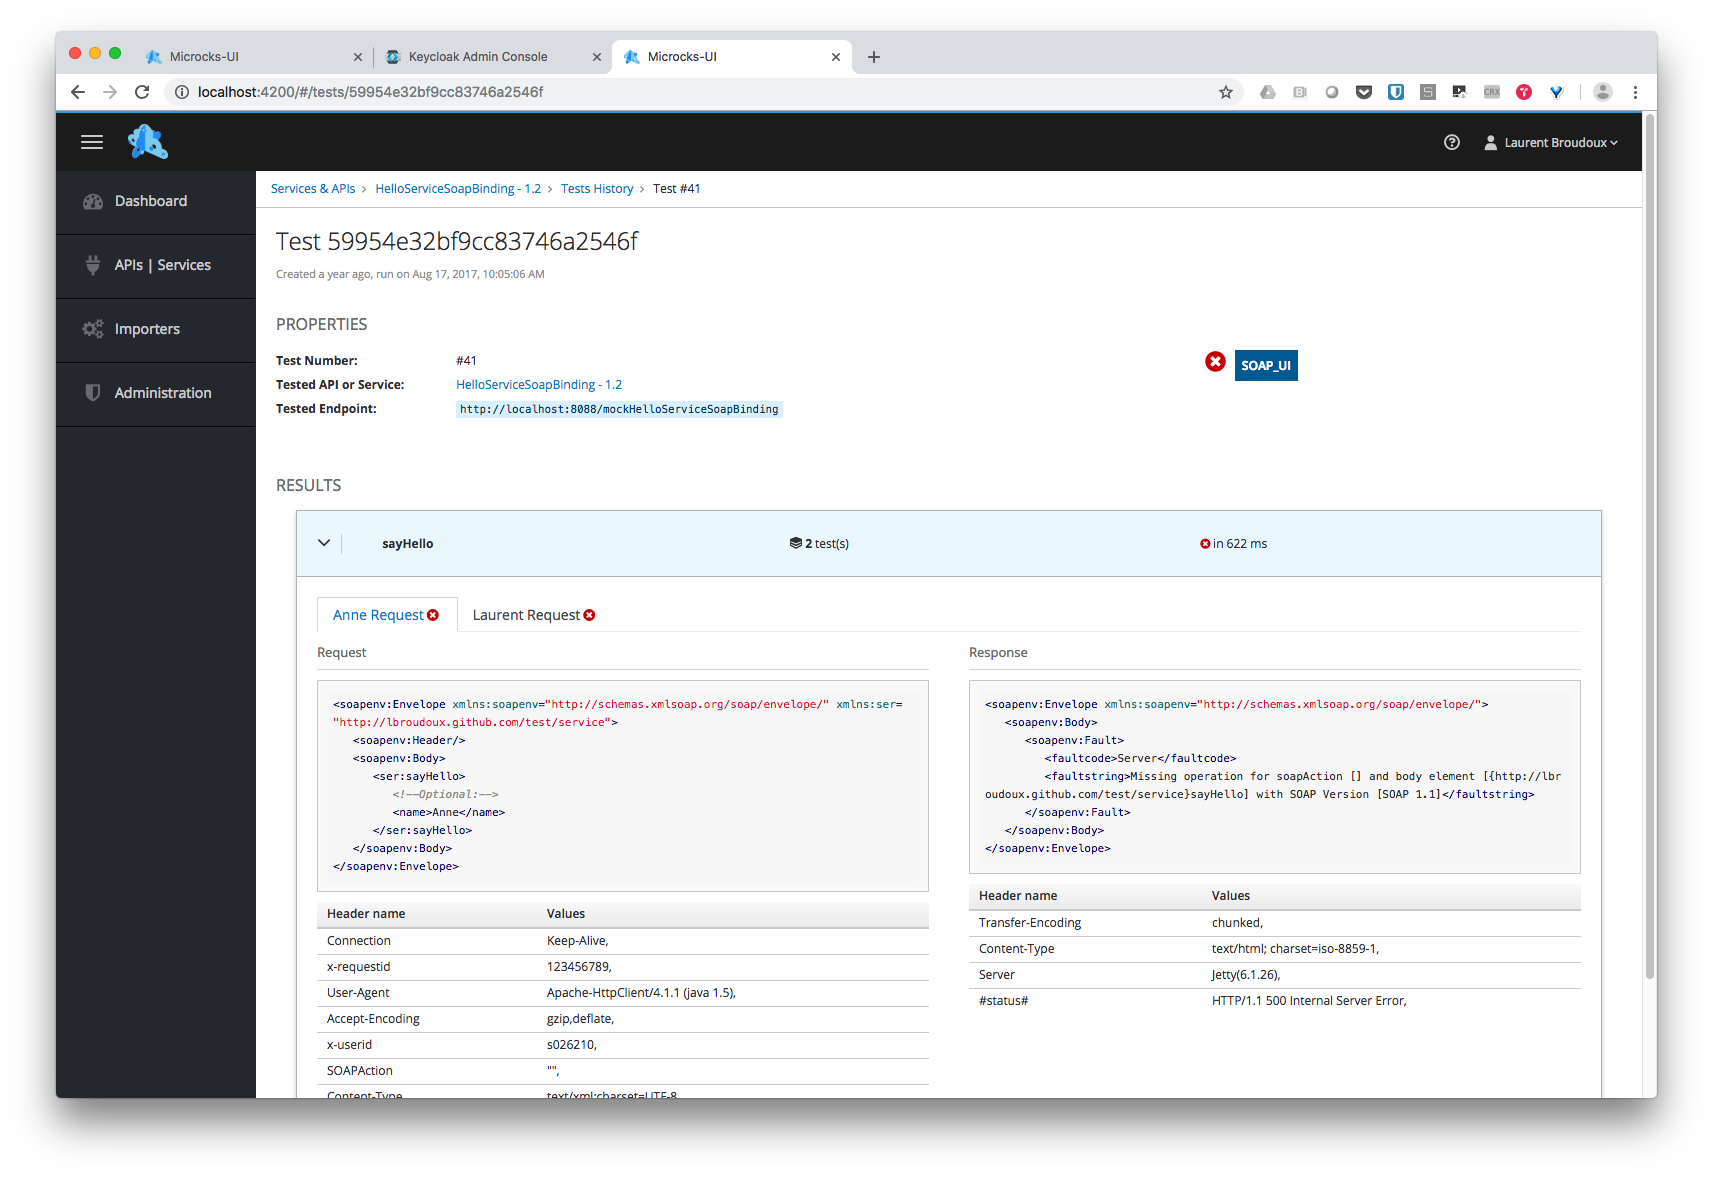 Microcks-UI
Keycloak Admin Console
Microcks-UI
localhost:4200/#/tests/59954e32bf9cc83746a2546f
CRX
Laurent Broudoux
Dashboard
APIs | Services
Importers
Administration
Services & APIs > HelloServiceSoapBinding - 1.2 > Tests History > Test #41
Test 59954e32bf9cc83746a2546f
Created a year ago, run on Aug 17, 2017, 10:05:06 AM
PROPERTIES
Test Number: #41
Tested API or Service: HelloServiceSoapBinding - 1.2
Tested Endpoint: http://localhost:8088/mockHelloServiceSoapBinding
SOAP_UI
RESULTS
sayHello 2 test(s) in 622 ms
Anne Request Laurent Request
Request
<soapenv:Envelope xmlns:soapenv="http://schemas.xmlsoap.org/soap/envelope/" xmlns:ser=
"http://lbroudoux.github.com/test/service">
<soapenv:Header/>
<soapenv:Body>
<ser:sayHello>
<!--Optional:-->
<name>Anne</name>
</ser:sayHello>
</soapenv:Body>
</soapenv:Envelope>
Header name Values
Connection Keep-Alive,
x-requestid 123456789,
User-Agent Apache-HttpClient/4.1.1 (java 1.5),
Accept-Encoding gzip,deflate,
x-userid s026210,
SOAPAction "",
Content-Type text/xml;charset=UTF-8
Response
<soapenv:Envelope xmlns:soapenv="http://schemas.xmlsoap.org/soap/envelope/">
<soapenv:Body>
<soapenv:Fault>
<faultcode>Server</faultcode>
<faultstring>Missing operation for soapAction [] and body element [{http://lbr
oudoux.github.com/test/service}sayHello] with SOAP Version [SOAP 1.1]</faultstring>
</soapenv:Fault>
</soapenv:Body>
</soapenv:Envelope>
Header name Values
Transfer-Encoding chunked,
Content-Type text/html; charset=iso-8859-1,
Server Jetty(6.1.26),
#status# HTTP/1.1 500 Internal Server Error,